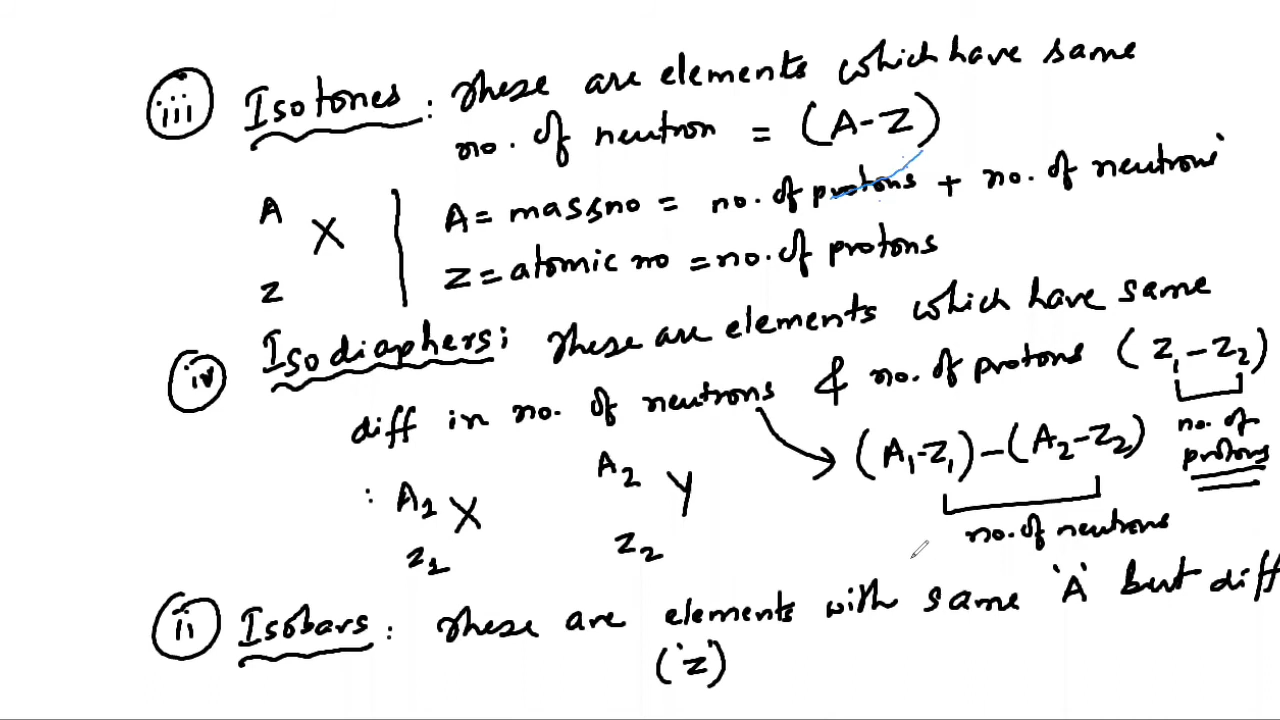 (iii) Isotones : These are elements which have same
no. of neutron = (A-Z)
A
X
Z
A = mass no = no. of protons + no. of neutrons
Z = atomic no = no. of protons
(iv) Isodiaphers : These are elements which have same
diff in no. of neutrons & no. of protons (Z₁-Z₂)
no. of
protons
(A₁-Z₁)-(A₂-Z₂)
no. of neutrons
: A₁ X
Z₁
A₂ Y
Z₂
(ii) Isobars : These are elements with same 'A' but diff
('Z')